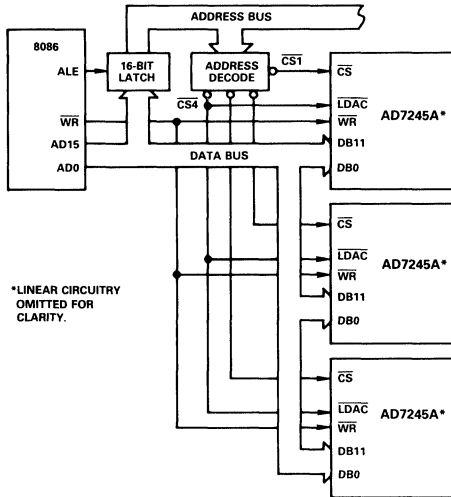 ADDRESS BUS
8086
ALE
WR
AD15
AD0
16-BIT
LATCH
ADDRESS
DECODE
CS1
CS4
DATA BUS
CS
LDAC
WR
DB11
DB0
AD7245A*
CS
LDAC
WR
DB11
DB0
AD7245A*
CS
LDAC
WR
DB11
DB0
AD7245A*
*LINEAR CIRCUITRY
OMITTED FOR
CLARITY.